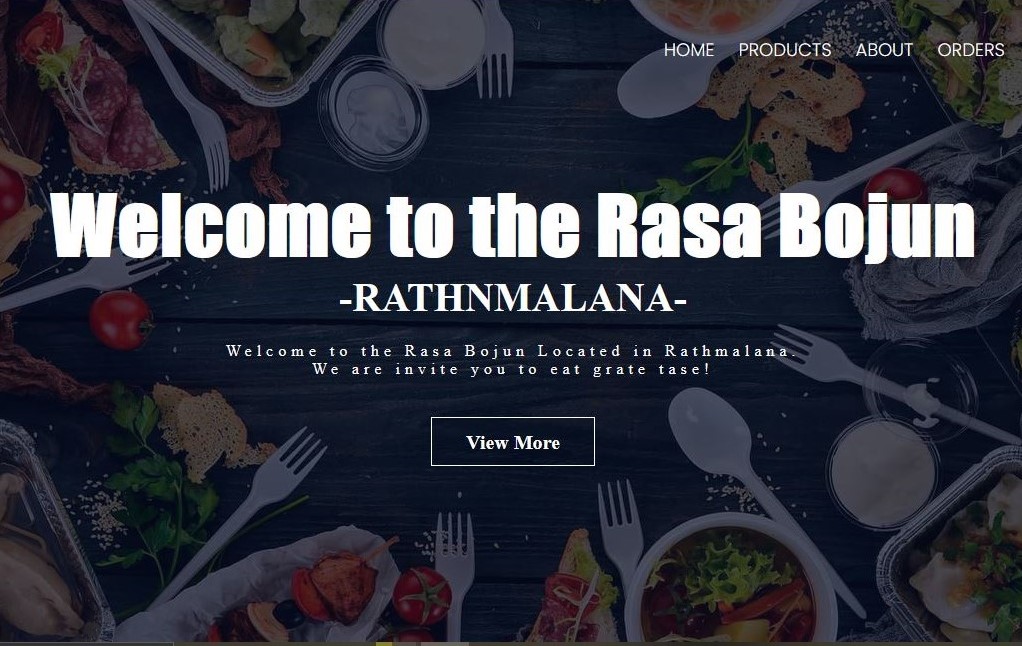 HOME PRODUCTS ABOUT ORDERS
Welcome to the Rasa Bojun
-RATHNMALANA-
Welcome to the Rasa Bojun Located in Rathmalana.
We are invite you to eat grate tase!
View More